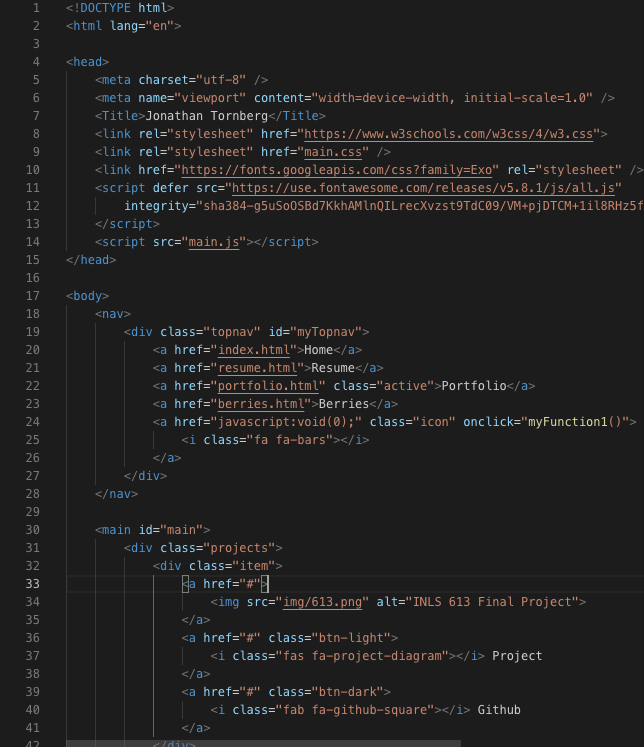 1 <!DOCTYPE html>
2 <html lang="en">
3
4 <head>
5 <meta charset="utf-8" />
6 <meta name="viewport" content="width=device-width, initial-scale=1.0" />
7 <Title>Jonathan Tornberg</Title>
8 <link rel="stylesheet" href="https://www.w3schools.com/w3css/4/w3.css">
9 <link rel="stylesheet" href="main.css" />
10 <link href="https://fonts.googleapis.com/css?family=Exo" rel="stylesheet" />
11 <script defer src="https://use.fontawesome.com/releases/v5.8.1/js/all.js"
12 integrity="sha384-g5uSoOSBd7KkhAMlnQILrecXvzst9TdC09/VM+pjDTCM+1il8RHz5f
13 </script>
14 <script src="main.js"></script>
15 </head>
16
17 <body>
18 <nav>
19 <div class="topnav" id="myTopnav">
20 <a href="index.html">Home</a>
21 <a href="resume.html">Resume</a>
22 <a href="portfolio.html" class="active">Portfolio</a>
23 <a href="berries.html">Berries</a>
24 <a href="javascript:void(0);" class="icon" onclick="myFunction1()">
25 <i class="fa fa-bars"></i>
26 </a>
27 </div>
28 </nav>
29
30 <main id="main">
31 <div class="projects">
32 <div class="item">
33 <a href="#">
34 <img src="img/613.png" alt="INLS 613 Final Project">
35 </a>
36 <a href="#" class="btn-light">
37 <i class="fas fa-project-diagram"></i> Project
38 </a>
39 <a href="#" class="btn-dark">
40 <i class="fab fa-github-square"></i> Github
41 </a>
42 </div>